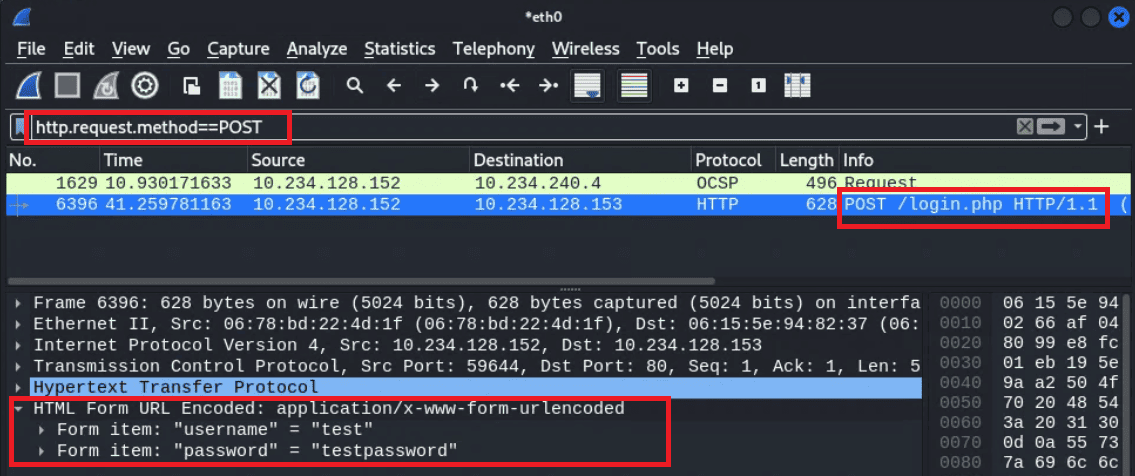 *eth0
File Edit View Go Capture Analyze Statistics Telephony Wireless Tools Help
http.request.method==POST
No. Time Source Destination Protocol Length Info
1629 10.930171633 10.234.128.152 10.234.240.4 OCSP 496 Request
6396 41.259781163 10.234.128.152 10.234.128.153 HTTP 628 POST /login.php HTTP/1.1 (
Frame 6396: 628 bytes on wire (5024 bits), 628 bytes captured (5024 bits) on interfa
Ethernet II, Src: 06:78:bd:22:4d:1f (06:78:bd:22:4d:1f), Dst: 06:15:5e:94:82:37 (06:
Internet Protocol Version 4, Src: 10.234.128.152, Dst: 10.234.128.153
Transmission Control Protocol, Src Port: 59644, Dst Port: 80, Seq: 1, Ack: 1, Len: 5
Hypertext Transfer Protocol
HTML Form URL Encoded: application/x-www-form-urlencoded
Form item: "username" = "test"
Form item: "password" = "testpassword"
0000 06 15 5e 94
0010 02 66 af 04
0020 80 99 e8 fc
0030 01 eb 19 5e
0040 9a a2 50 4f
0050 70 20 48 54
0060 3a 20 31 30
0070 0d 0a 55 73
0080 7a 69 6c 6c